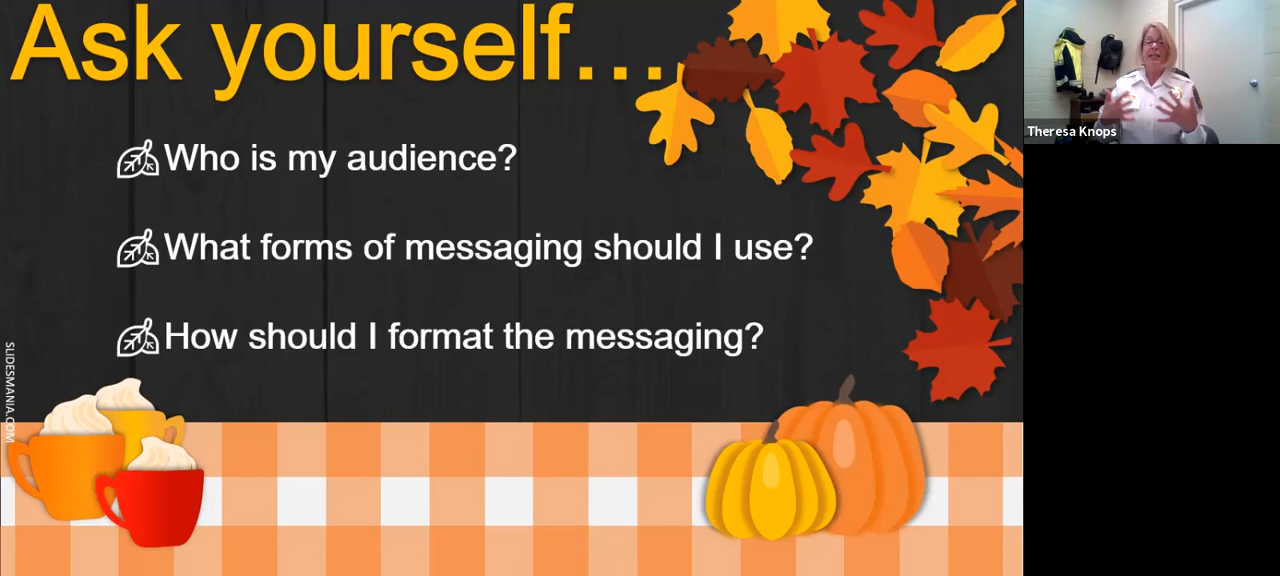 Ask yourself...
Who is my audience?
What forms of messaging should I use?
How should I format the messaging?
SLIDESMANIA.COM
Theresa Knops